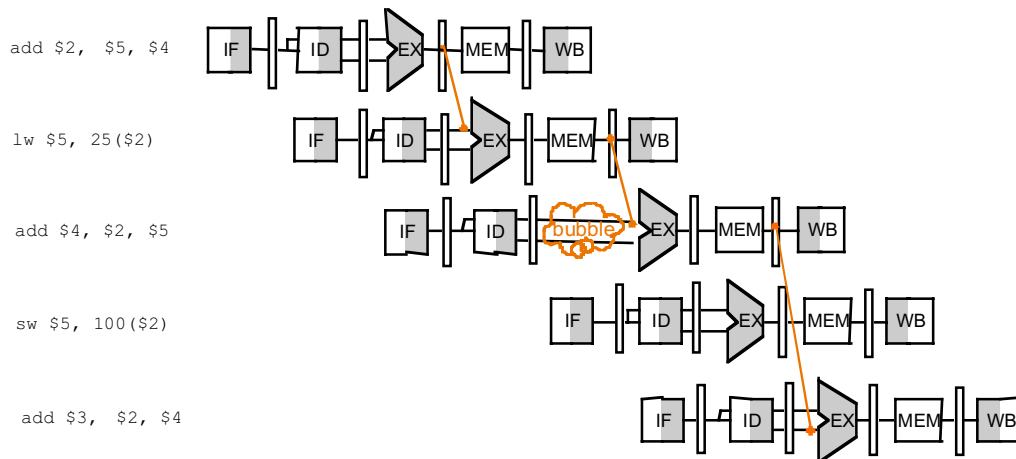 add $2, $5, $4 IF ID EX MEM WB
lw $5, 25($2) IF ID EX MEM WB
add $4, $2, $5 IF ID bubble EX MEM WB
sw $5, 100($2) IF ID EX MEM WB
add $3, $2, $4 IF ID EX MEM WB